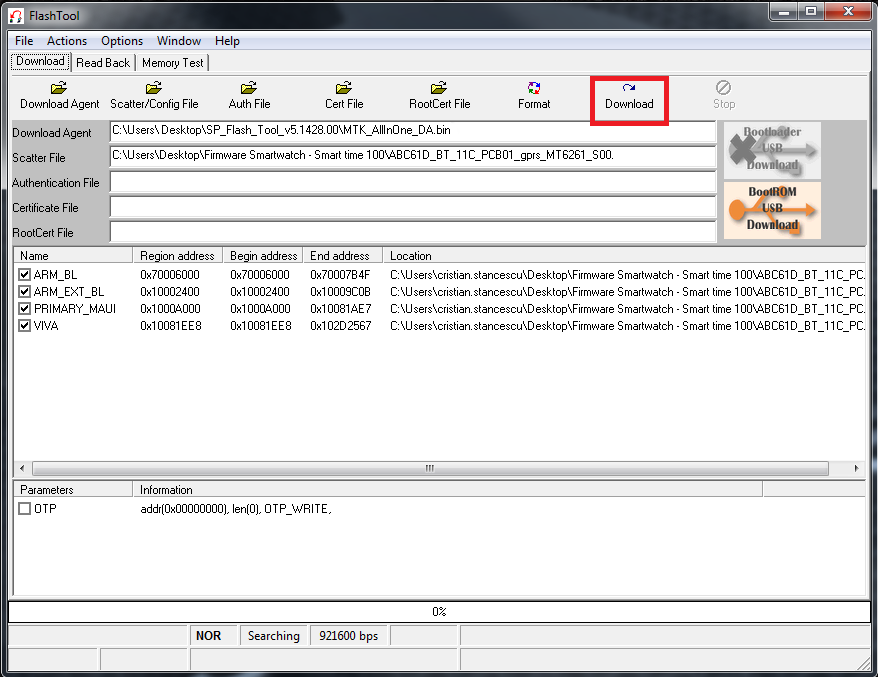 FlashTool
File Actions Options Window Help
Download Read Back Memory Test
Download Agent Scatter/Config File Auth File Cert File RootCert File Format Download Stop
Download Agent C:\Users\ Desktop\SP_Flash_Tool_v5.1428.00\MTK_AllInOne_DA.bin
Scatter File C:\Users\Desktop\Firmware Smartwatch - Smart time 100\ABC61D_BT_11C_PCB01_gprs_MT6261_S00.
Authentication File
Certificate File
RootCert File
Bootloader
USB
Download
BootROM
USB
Download
Name Region address Begin address End address Location
ARM_BL 0x70006000 0x70006000 0x70007B4F C:\Users\cristian.stancescu\Desktop\Firmware Smartwatch - Smart time 100\ABC61D_BT_11C_PC.
ARM_EXT_BL 0x10002400 0x10002400 0x10009C0B C:\Users\cristian.stancescu\Desktop\Firmware Smartwatch - Smart time 100\ABC61D_BT_11C_PC.
PRIMARY_MAUI 0x1000A000 0x1000A000 0x10081AE7 C:\Users\cristian.stancescu\Desktop\Firmware Smartwatch - Smart time 100\ABC61D_BT_11C_PC.
VIVA 0x10081EE8 0x10081EE8 0x102D2567 C:\Users\cristian.stancescu\Desktop\Firmware Smartwatch - Smart time 100\ABC61D_BT_11C_PC.
Parameters Information
OTP addr(0x00000000), len(0), OTP_WRITE,
0%
NOR Searching 921600 bps